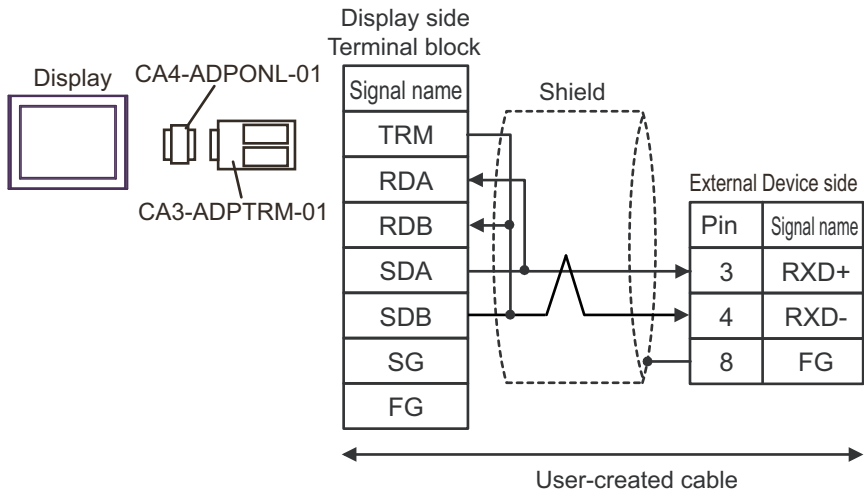 Display side
Terminal block
Display
CA4-ADPONL-01
CA3-ADPTRM-01
Signal name
TRM
RDA
RDB
SDA
SDB
SG
FG
Shield
External Device side
Pin Signal name
3 RXD+
4 RXD-
8 FG
User-created cable